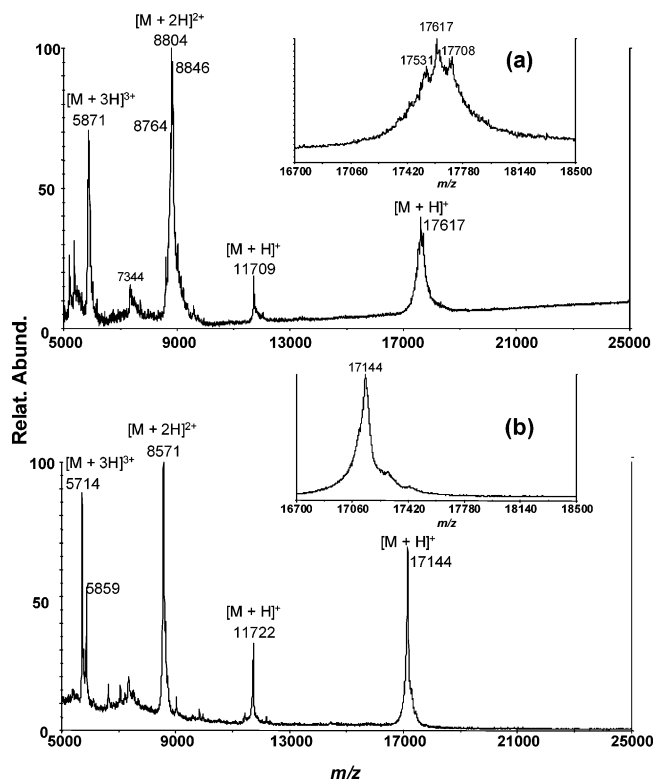 [M + 2H]²⁺
8804
8846
8764
[M + 3H]³⁺
5871
7344
[M + H]⁺
11709
[M + H]⁺
17617
100
50
0
5000 9000 13000 17000 21000 25000
(a)
17617
17531 17708
16700 17060 17420 17780 18140 18500
m/z
Relat. Abund.
[M + 2H]²⁺
8571
[M + 3H]³⁺
5714
5859
[M + H]⁺
11722
[M + H]⁺
17144
100
50
0
5000 9000 13000 17000 21000 25000
(b)
17144
16700 17060 17420 17780 18140 18500
m/z
m/z